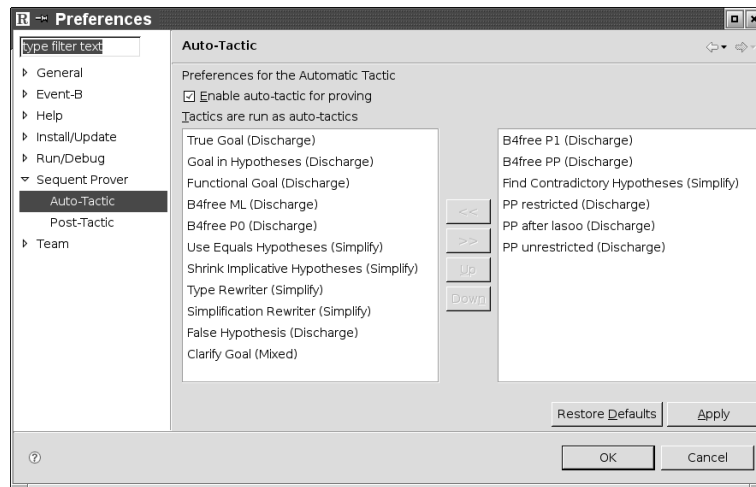 Preferences
type filter text
General
Event-B
Help
Install/Update
Run/Debug
Sequent Prover
Auto-Tactic
Post-Tactic
Team
Auto-Tactic
Preferences for the Automatic Tactic
Enable auto-tactic for proving
Tactics are run as auto-tactics
True Goal (Discharge)
Goal in Hypotheses (Discharge)
Functional Goal (Discharge)
B4free ML (Discharge)
B4free P0 (Discharge)
Use Equals Hypotheses (Simplify)
Shrink Implicative Hypotheses (Simplify)
Type Rewriter (Simplify)
Simplification Rewriter (Simplify)
False Hypothesis (Discharge)
Clarify Goal (Mixed)
<<
>>
Up
Down
B4free P1 (Discharge)
B4free PP (Discharge)
Find Contradictory Hypotheses (Simplify)
PP restricted (Discharge)
PP after lasoo (Discharge)
PP unrestricted (Discharge)
Restore Defaults
Apply
OK
Cancel